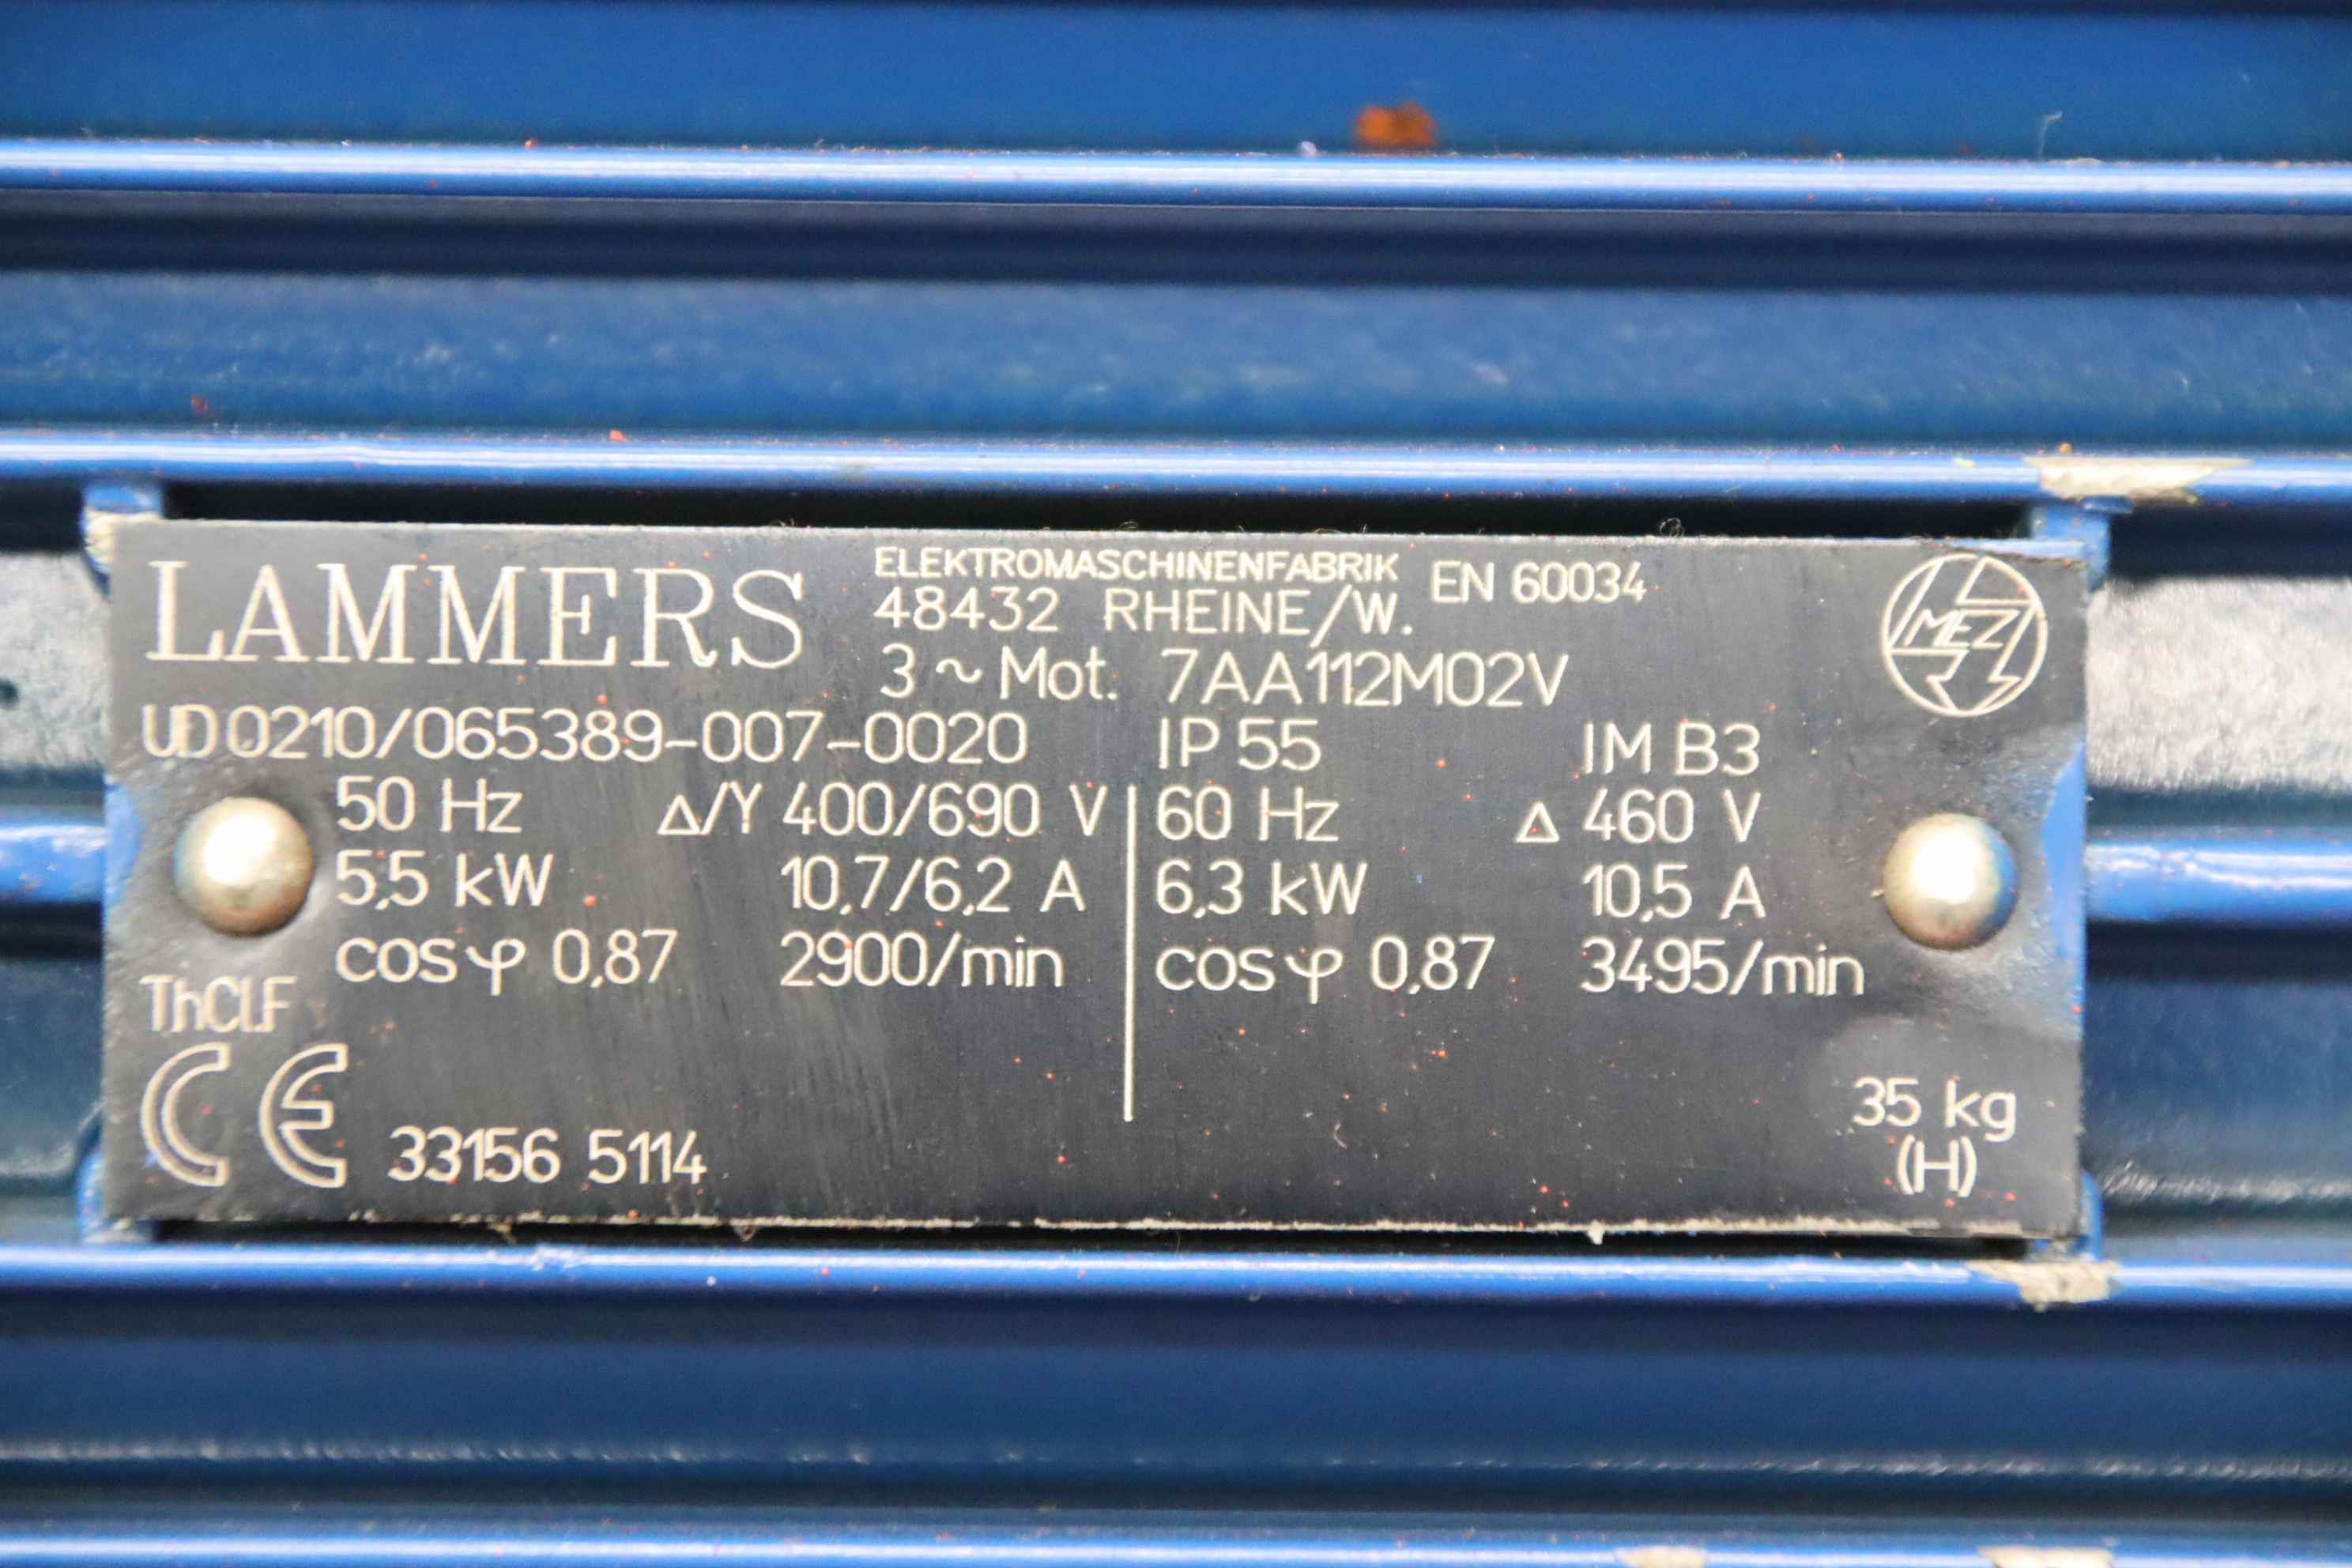 LAMMERS
ELEKTROMASCHINENFABRIK EN 60034
48432 RHEINE/W.
3 ~ Mot. 7AA112M02V
MEZ
UD 0210/065389-007-0020 IP 55 IM B3
50 Hz Δ/Y 400/690 V 60 Hz Δ 460 V
5,5 kW 10,7/6,2 A 6,3 kW 10,5 A
cos φ 0,87 2900/min cos φ 0,87 3495/min
Th.Cl.F
CE 33156 5114
35 kg
(H)